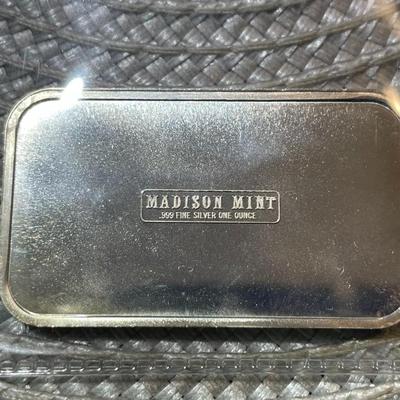 MADISON MINT
.999 FINE SILVER ONE OUNCE